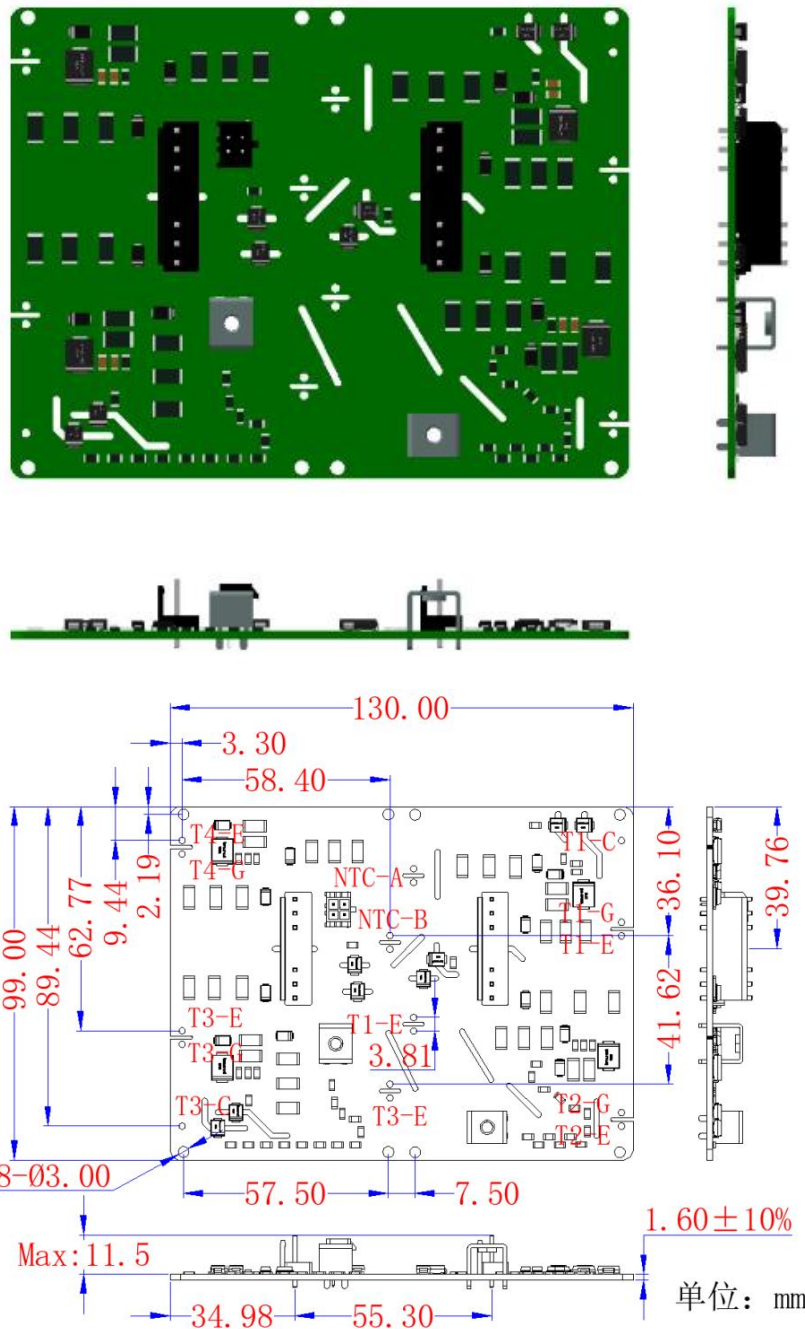 130.00
3.30
58.40
T4-E
T4-G
NTC-A
NTC-B
T1-C
T1-G
T1-E
36.10
39.76
2.19
9.44
62.77
89.44
99.00
41.62
T3-E
T3-G
T1-E
3.81
T3-C
T3-E
T2-G
T2-E
8-Ø3.00
57.50
7.50
1.60±10%
Max:11.5
34.98
55.30
单位: mm